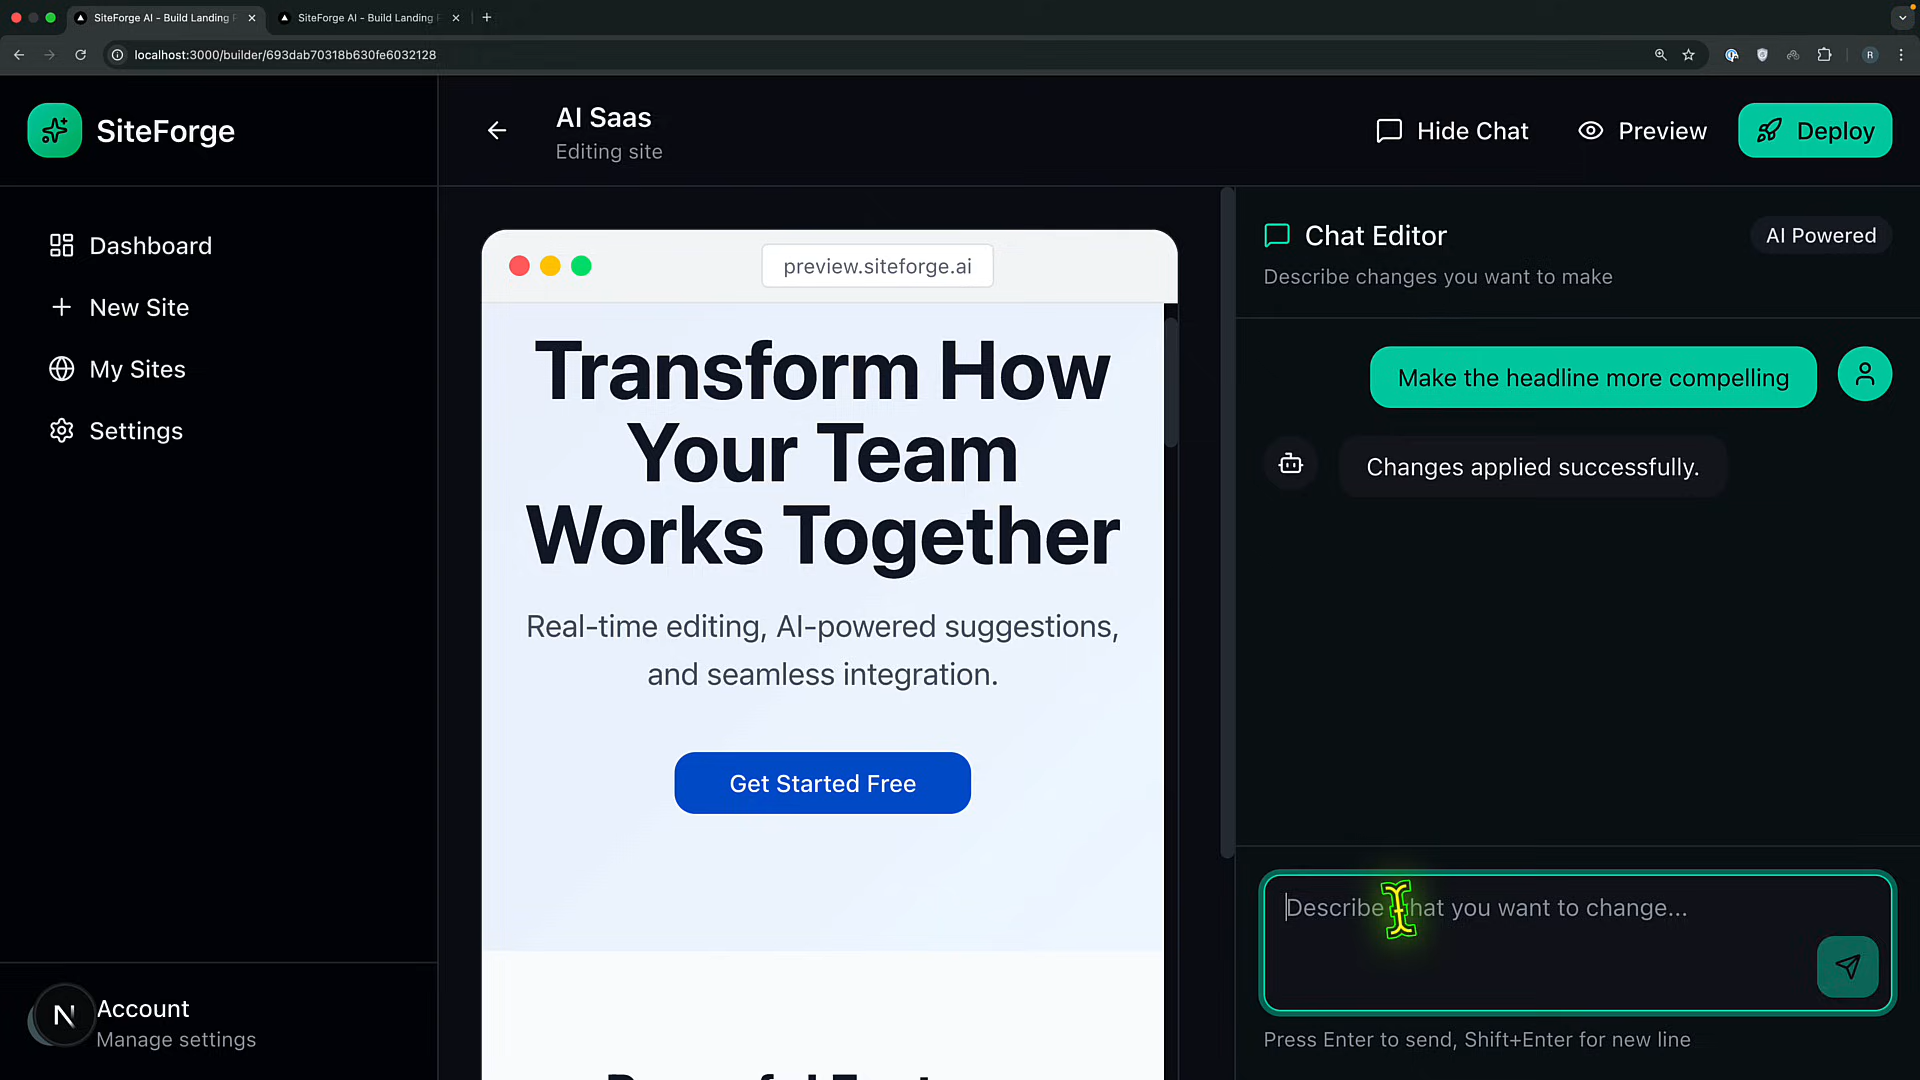 SiteForge AI - Build Landing
SiteForge AI - Build Landing
localhost:3000/builder/693dab70318b630fe6032128
R
SiteForge
Dashboard
New Site
My Sites
Settings
N
Account
Manage settings
AI Saas
Editing site
Hide Chat
Preview
Deploy
preview.siteforge.ai
Transform How
Your Team
Works Together
Real-time editing, AI-powered suggestions,
and seamless integration.
Get Started Free
Chat Editor
AI Powered
Describe changes you want to make
Make the headline more compelling
Changes applied successfully.
Describe what you want to change...
Press Enter to send, Shift+Enter for new line